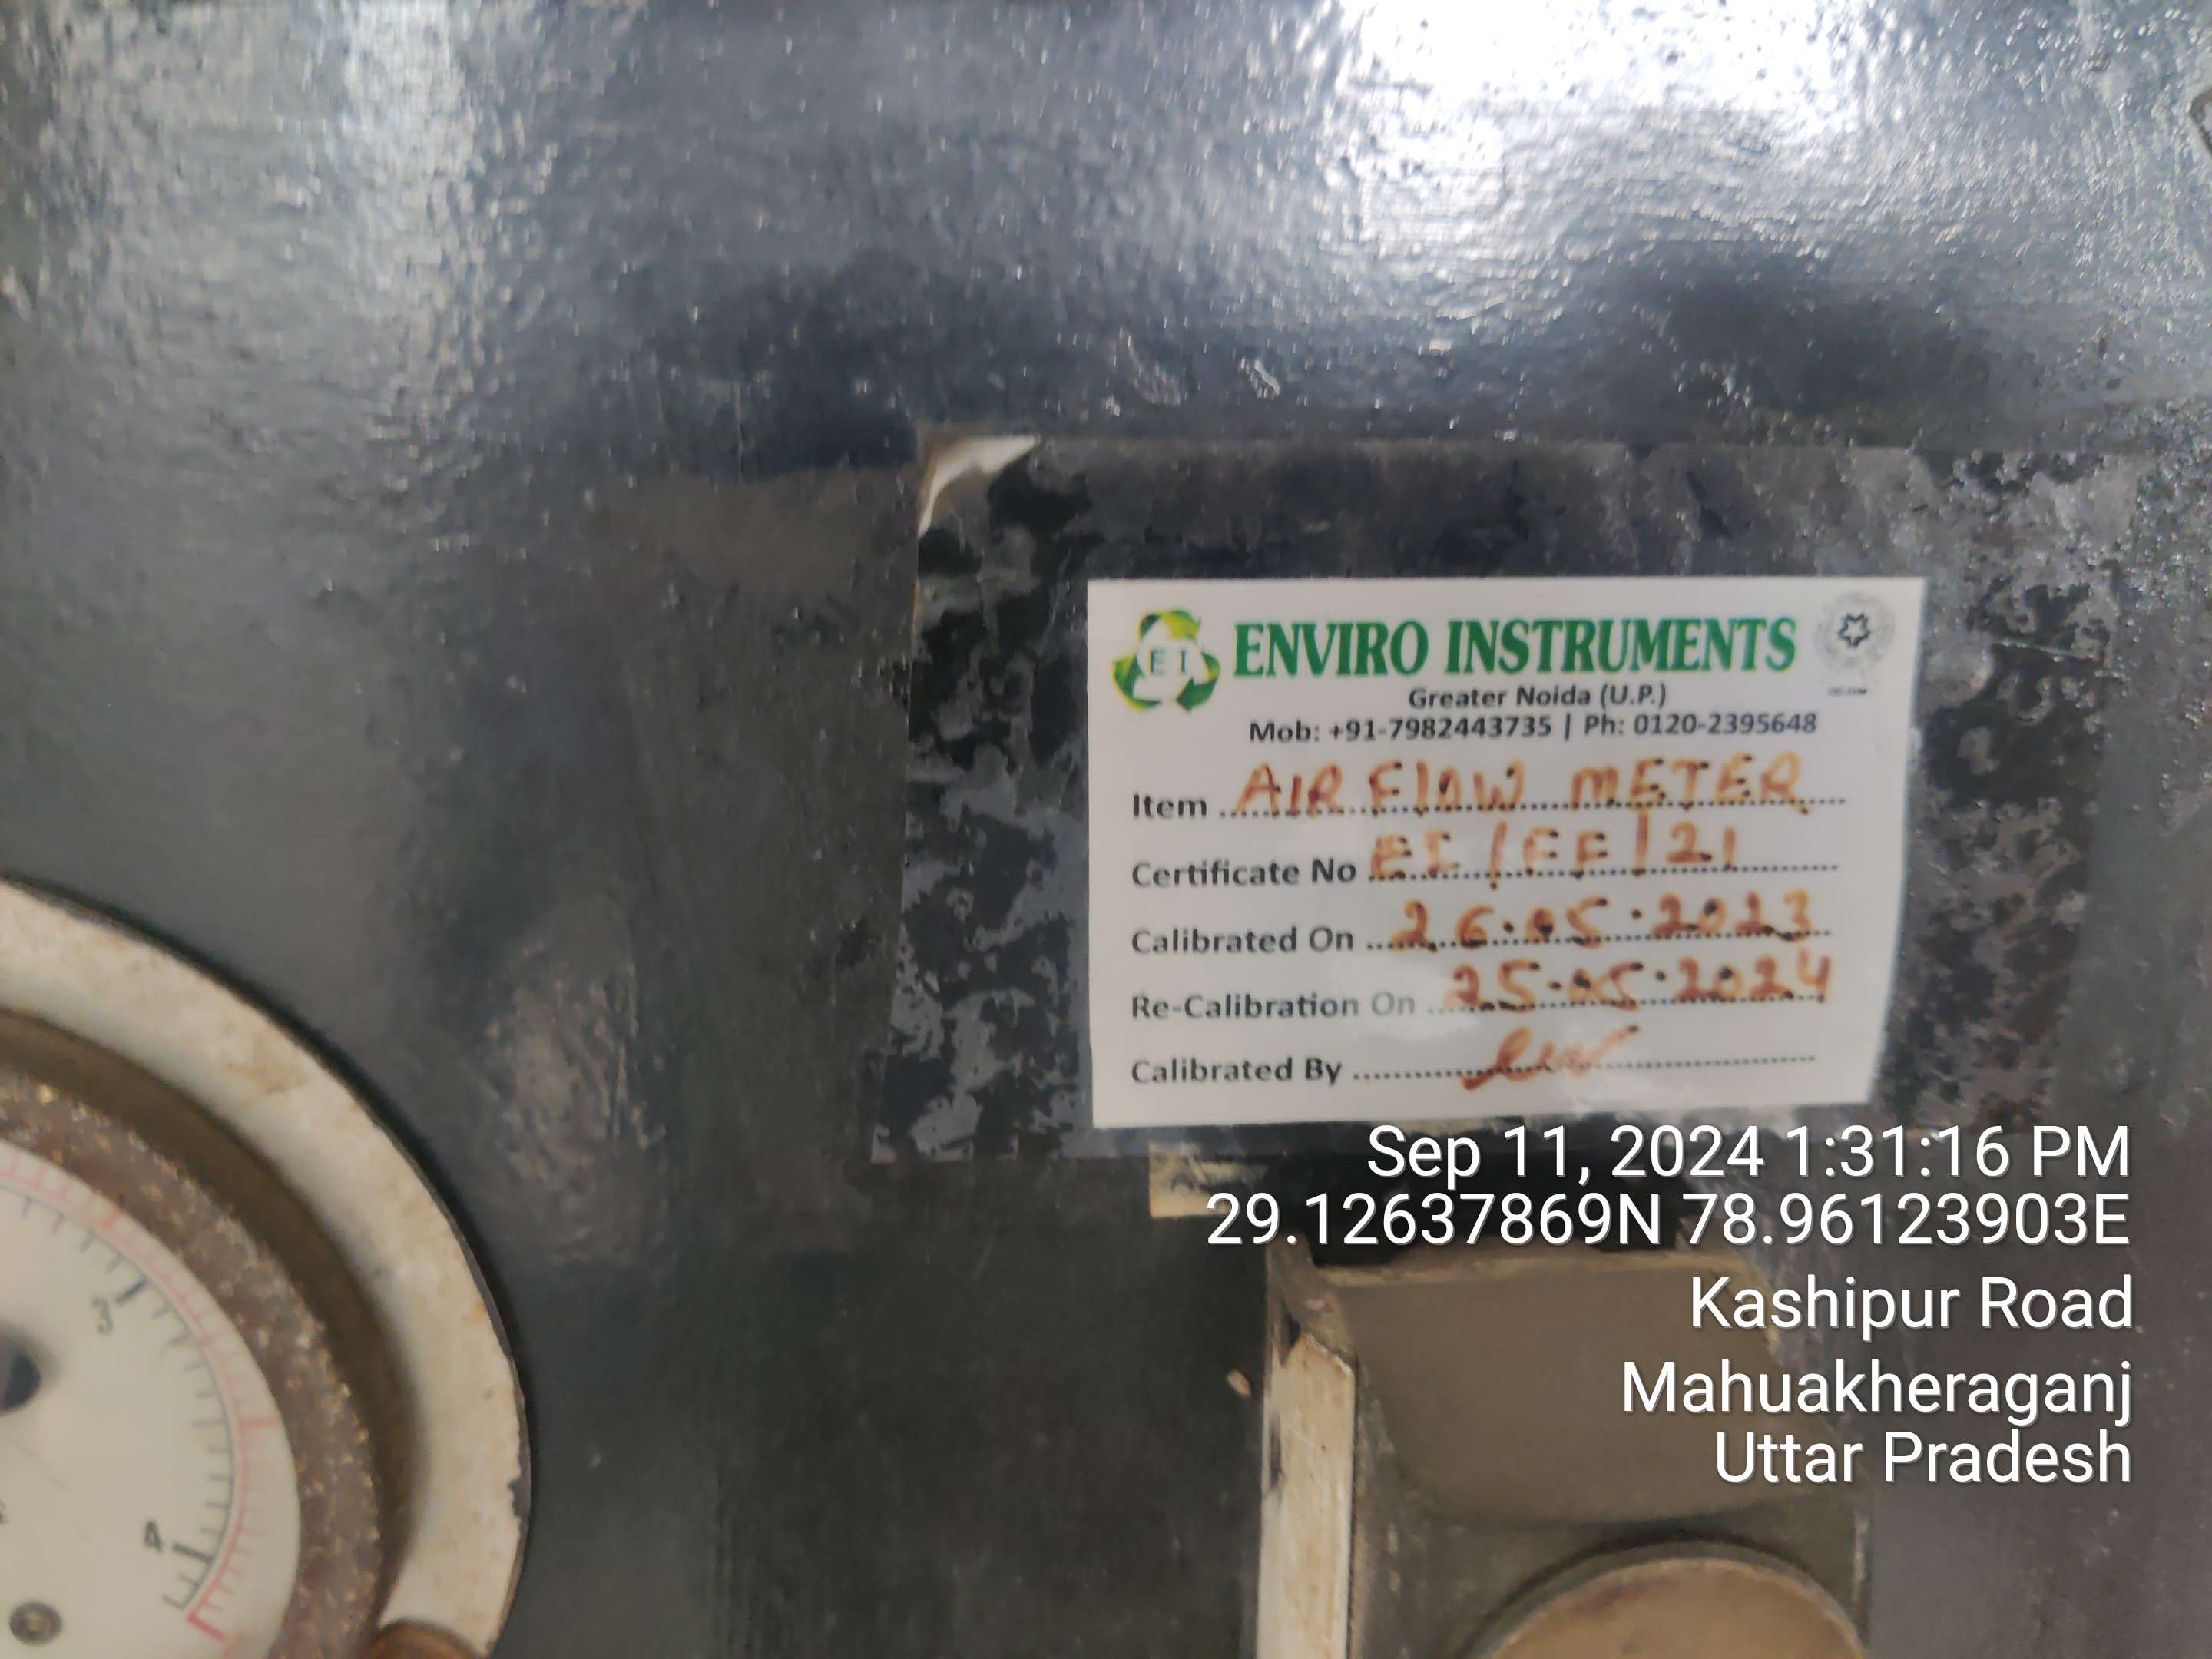 E I
ENVIRO INSTRUMENTS
Greater Noida (U.P.)
Mob: +91-7982443735 | Ph: 0120-2395648
Item AIR FLOW METER
Certificate No EI/EF/21
Calibrated On 26.05.2023
Re-Calibration On 25.05.2024
Calibrated By
3
4
Sep 11, 2024 1:31:16 PM
29.12637869N 78.96123903E
Kashipur Road
Mahuakheraganj
Uttar Pradesh